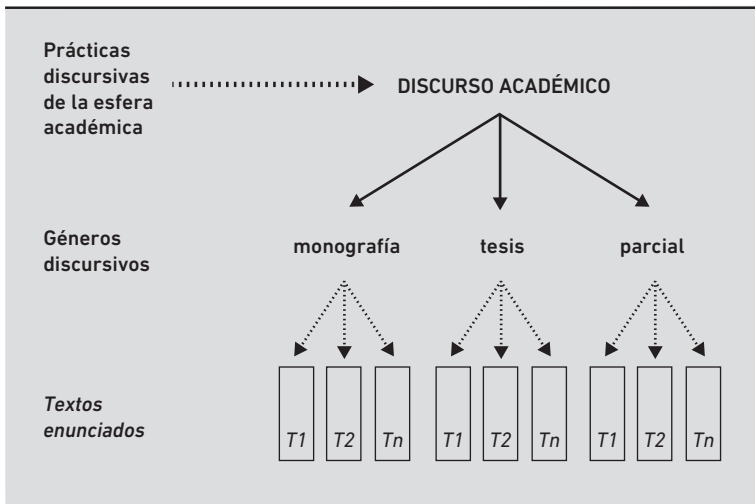 Prácticas
discursivas
de la esfera
académica
DISCURSO ACADÉMICO
Géneros
discursivos
monografía tesis parcial
Textos
enunciados
T1 T2 Tn T1 T2 Tn T1 T2 Tn